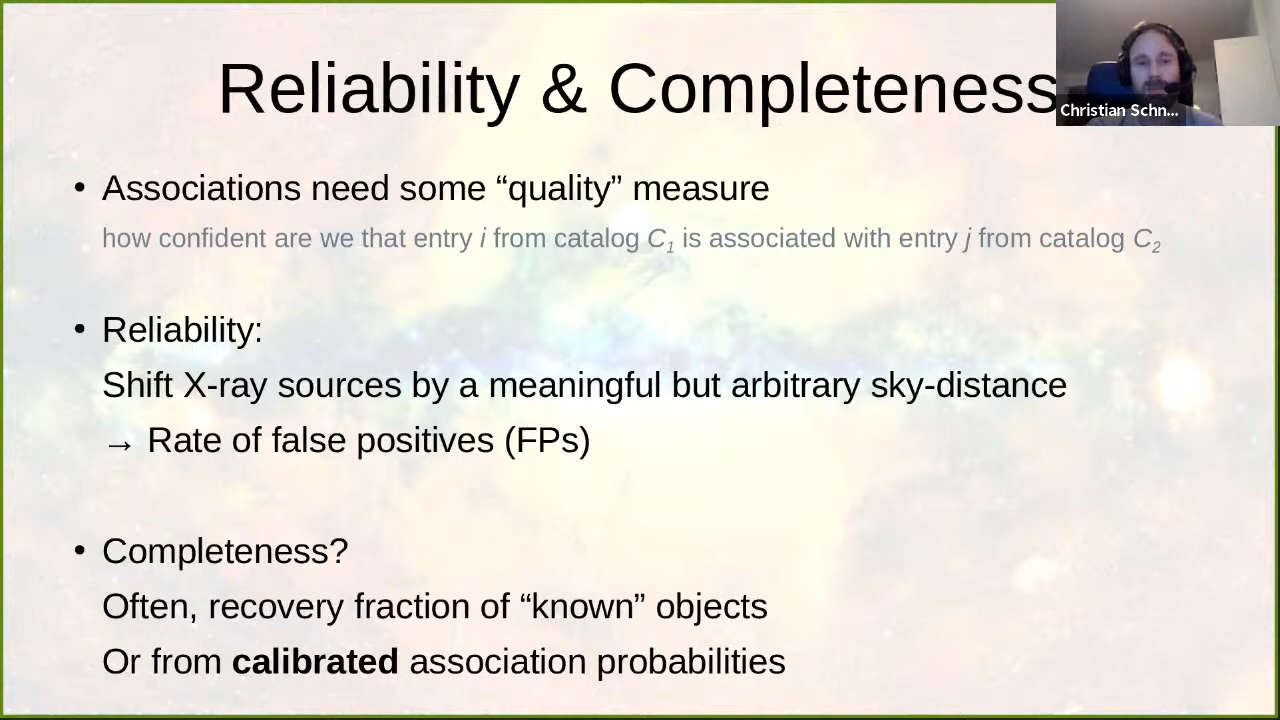 Reliability & Completeness
Christian Schn...
• Associations need some “quality” measure
how confident are we that entry i from catalog C1 is associated with entry j from catalog C2
• Reliability:
Shift X-ray sources by a meaningful but arbitrary sky-distance
→ Rate of false positives (FPs)
• Completeness?
Often, recovery fraction of “known” objects
Or from calibrated association probabilities